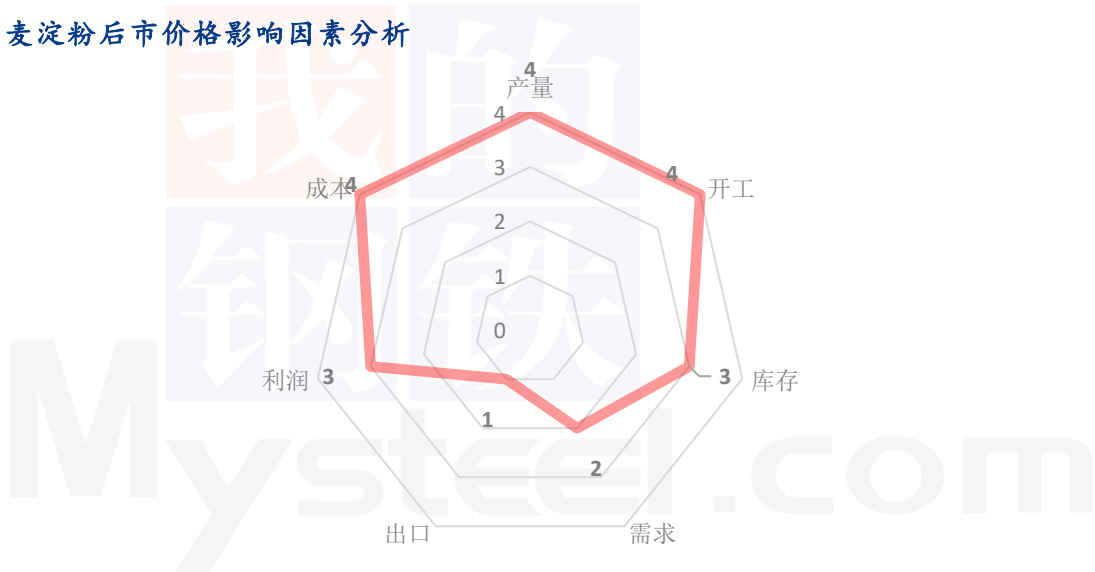 麦淀粉后市价格影响因素分析
4
产量
4
4
成本
4
开工
3
2
1
0
利润
3
3
库存
1
2
出口
需求
我的
钢铁
Mysteel.com